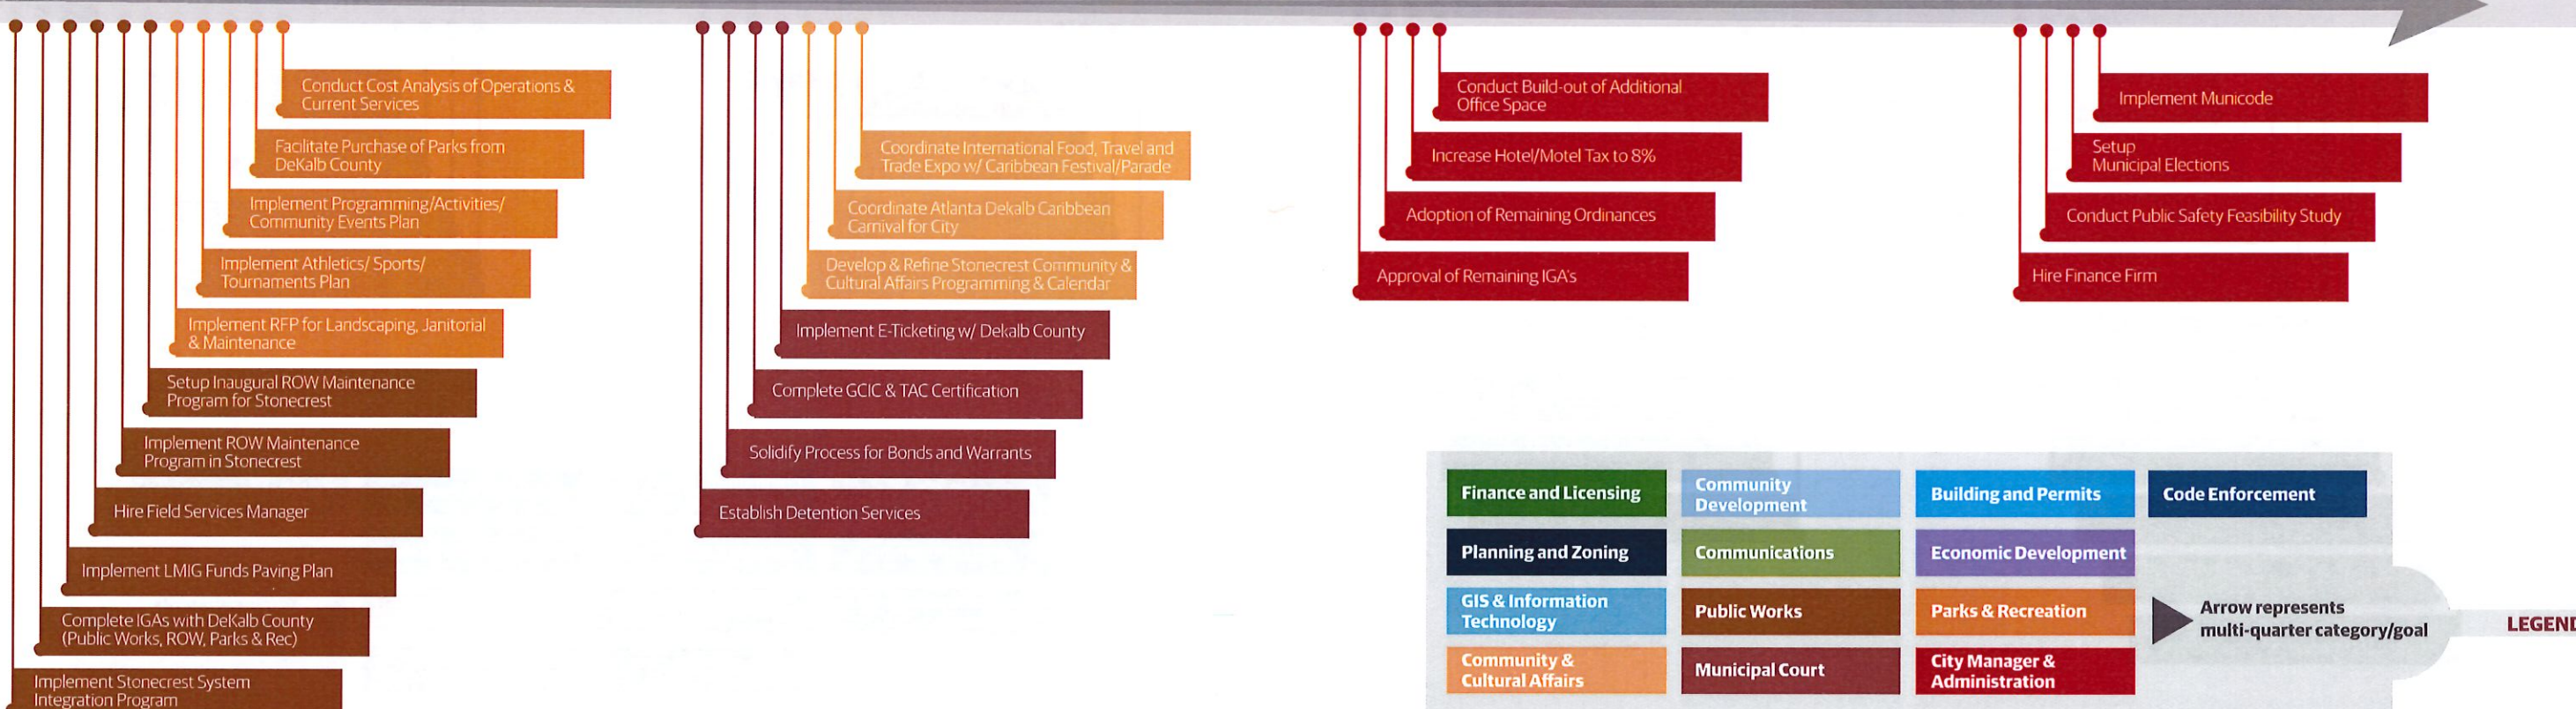 Conduct Cost Analysis of Operations &
Current Services
Facilitate Purchase of Parks from
DeKalb County
Implement Programming/Activities/
Community Events Plan
Implement Athletics/ Sports/
Tournaments Plan
Implement RFP for Landscaping, Janitorial
& Maintenance
Setup Inaugural ROW Maintenance
Program for Stonecrest
Implement ROW Maintenance
Program in Stonecrest
Hire Field Services Manager
Implement LMIG Funds Paving Plan
Complete IGAs with DeKalb County
(Public Works, ROW, Parks & Rec)
Implement Stonecrest System
Integration Program
Coordinate International Food, Travel and
Trade Expo w/ Caribbean Festival/Parade
Coordinate Atlanta Dekalb Caribbean
Carnival for City
Develop & Refine Stonecrest Community &
Cultural Affairs Programming & Calendar
Implement E-Ticketing w/ Dekalb County
Complete GCIC & TAC Certification
Solidify Process for Bonds and Warrants
Establish Detention Services
Conduct Build-out of Additional
Office Space
Increase Hotel/Motel Tax to 8%
Adoption of Remaining Ordinances
Approval of Remaining IGA's
Implement Municode
Setup
Municipal Elections
Conduct Public Safety Feasibility Study
Hire Finance Firm
Finance and Licensing
Community
Development
Building and Permits
Code Enforcement
Planning and Zoning
Communications
Economic Development
GIS & Information
Technology
Public Works
Parks & Recreation
Arrow represents
multi-quarter category/goal
LEGEND
Community &
Cultural Affairs
Municipal Court
City Manager &
Administration